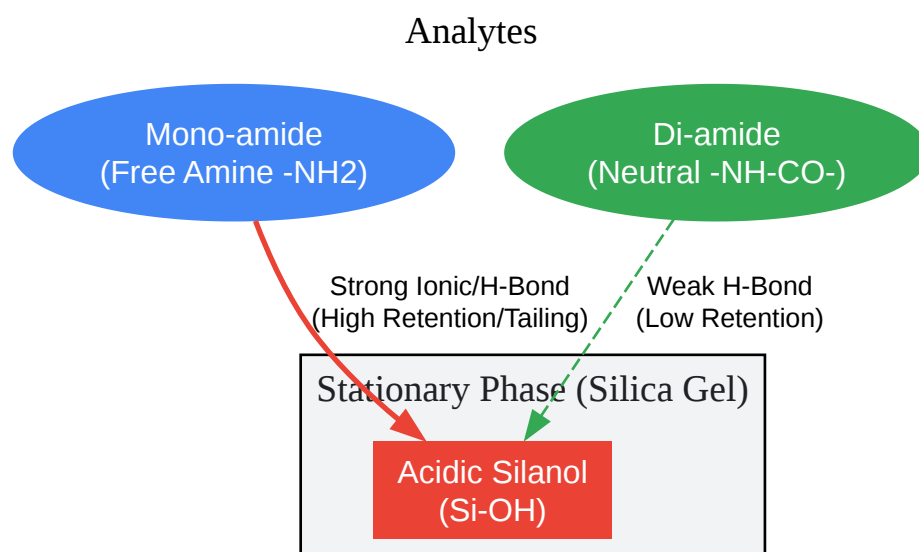 Analytes
Mono-amide
(Free Amine -NH2)
Di-amide
(Neutral -NH-CO-)
Strong Ionic/H-Bond
(High Retention/Tailing)
Weak H-Bond
(Low Retention)
Stationary Phase (Silica Gel)
Acidic Silanol
(Si-OH)